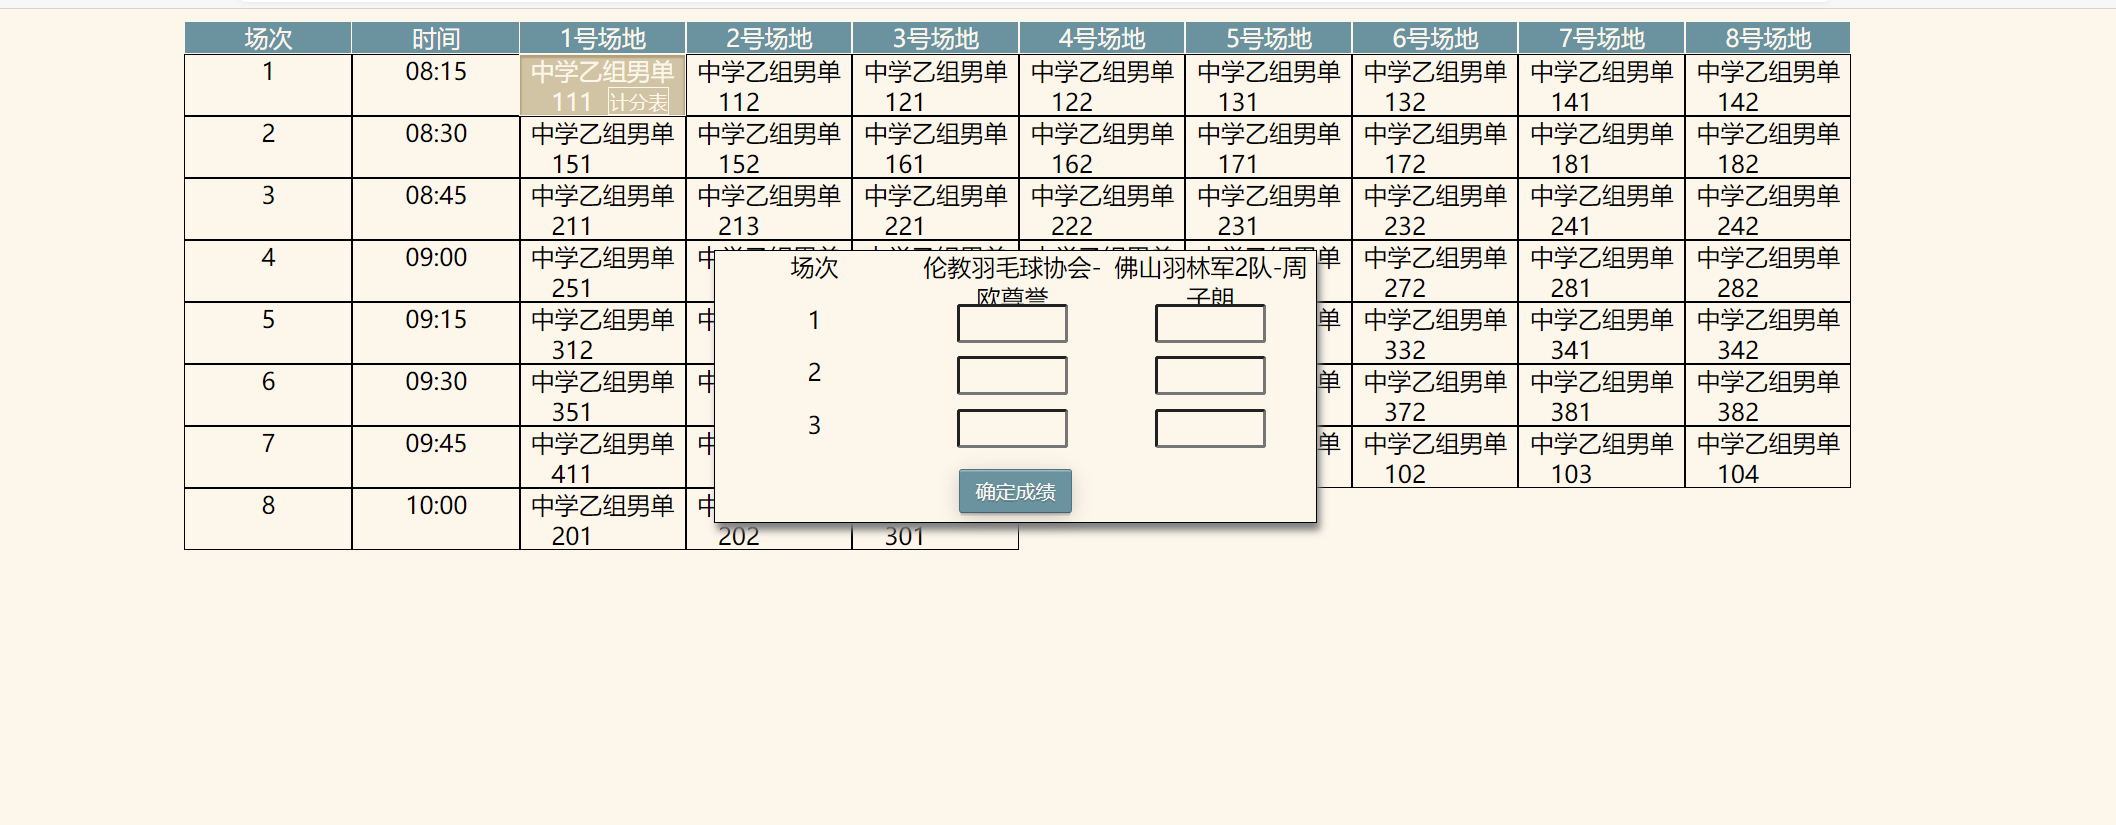 场次 时间 1号场地 2号场地 3号场地 4号场地 5号场地 6号场地 7号场地 8号场地
1 08:15 中学乙组男单 中学乙组男单 中学乙组男单 中学乙组男单 中学乙组男单 中学乙组男单 中学乙组男单 中学乙组男单
111 计分表 112 121 122 131 132 141 142
2 08:30 中学乙组男单 中学乙组男单 中学乙组男单 中学乙组男单 中学乙组男单 中学乙组男单 中学乙组男单 中学乙组男单
151 152 161 162 171 172 181 182
3 08:45 中学乙组男单 中学乙组男单 中学乙组男单 中学乙组男单 中学乙组男单 中学乙组男单 中学乙组男单 中学乙组男单
211 213 221 222 231 232 241 242
4 09:00 中学乙组男单 中学乙组男单 中学乙组男单 中学乙组男单
251 272 281 282
5 09:15 中学乙组男单 单 中学乙组男单 中学乙组男单 中学乙组男单
312 332 341 342
6 09:30 中学乙组男单 单 中学乙组男单 中学乙组男单 中学乙组男单
351 372 381 382
7 09:45 中学乙组男单 单 中学乙组男单 中学乙组男单 中学乙组男单
411 102 103 104
8 10:00 中学乙组男单
201 202 301
场次 伦教羽毛球协会- 佛山羽林军2队-周
欧尊誉 子朗
1
2
3
确定成绩